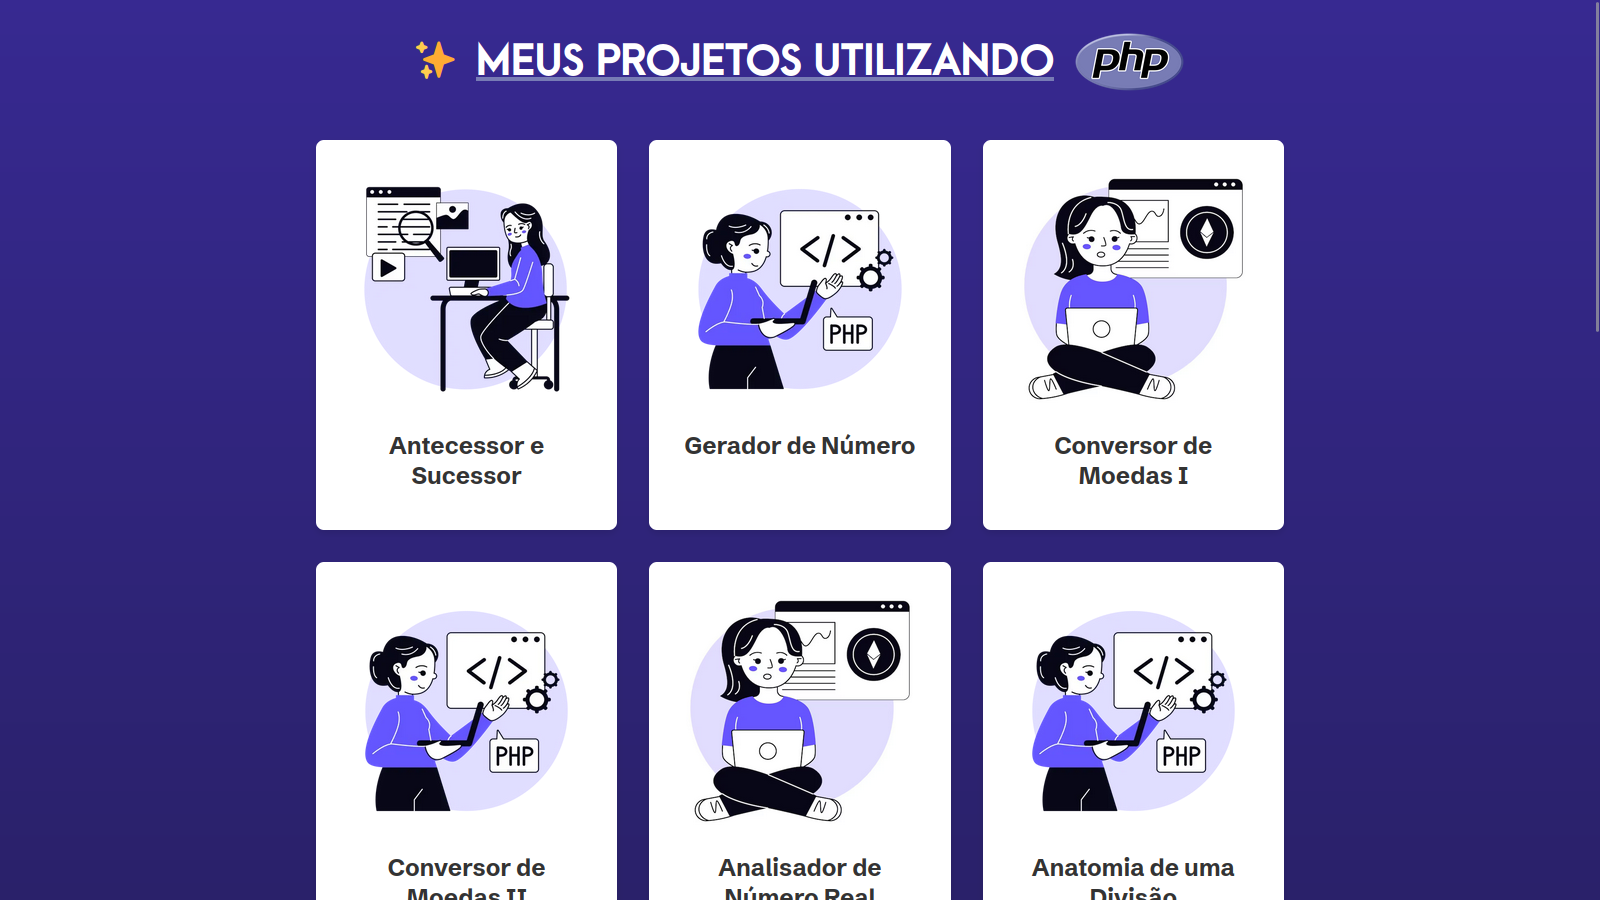 MEUS PROJETOS UTILIZANDO php
Antecessor e
Sucessor
PHP
Gerador de Número
Conversor de
Moedas I
PHP
Conversor de
Moedas II
Analisador de
Número Real
PHP
Anatomia de uma
Divisão